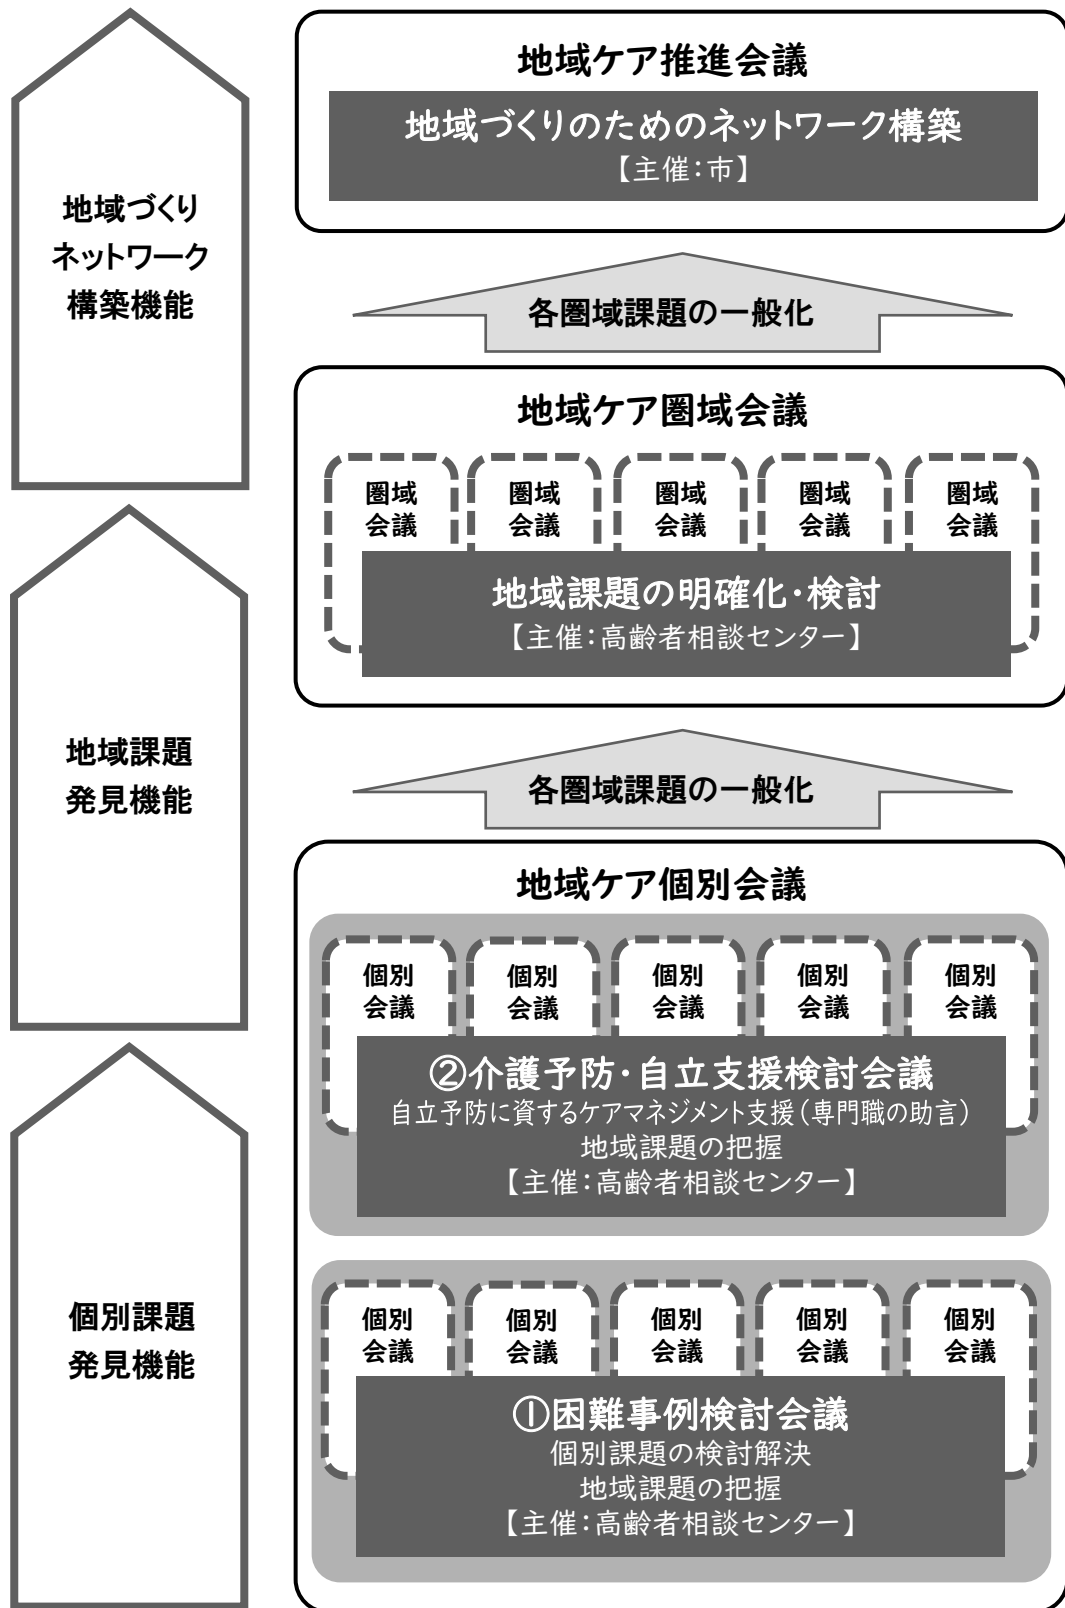 地域づくり
ネットワーク
構築機能
地域課題
発見機能
個別課題
発見機能
地域ケア推進会議
地域づくりのためのネットワーク構築
【主催:市】
各圏域課題の一般化
地域ケア圏域会議
圏域
会議
圏域
会議
圏域
会議
圏域
会議
圏域
会議
地域課題の明確化・検討
【主催:高齢者相談センター】
各圏域課題の一般化
地域ケア個別会議
個別
会議
個別
会議
個別
会議
個別
会議
個別
会議
②介護予防・自立支援検討会議
自立予防に資するケアマネジメント支援(専門職の助言)
地域課題の把握
【主催:高齢者相談センター】
個別
会議
個別
会議
個別
会議
個別
会議
個別
会議
①困難事例検討会議
個別課題の検討解決
地域課題の把握
【主催:高齢者相談センター】